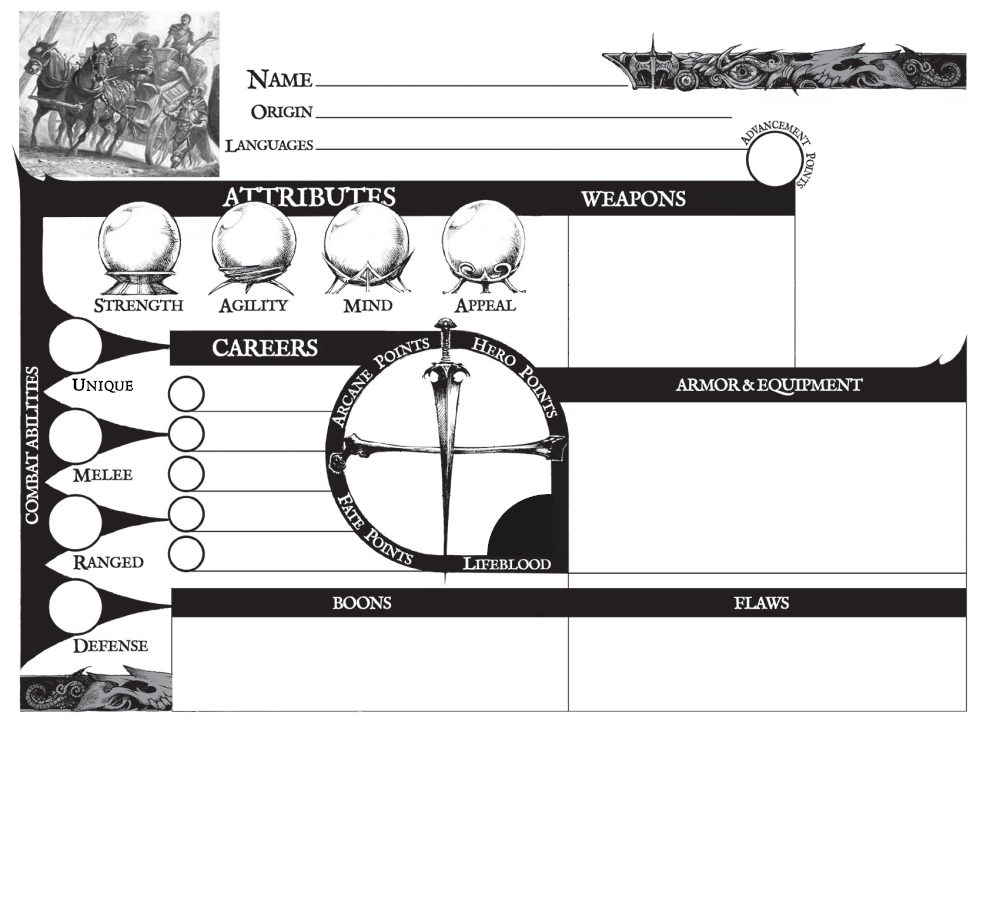 NAME
ORIGIN
LANGUAGES
ADVANCEMENT POINTS
ATTRIBUTES
WEAPONS
STRENGTH
AGILITY
MIND
APPEAL
COMBAT ABILITIES
UNIQUE
MELEE
RANGED
DEFENSE
CAREERS
ARCANE POINTS
HERO POINTS
FATE POINTS
LIFEBLOOD
ARMOR & EQUIPMENT
BOONS
FLAWS